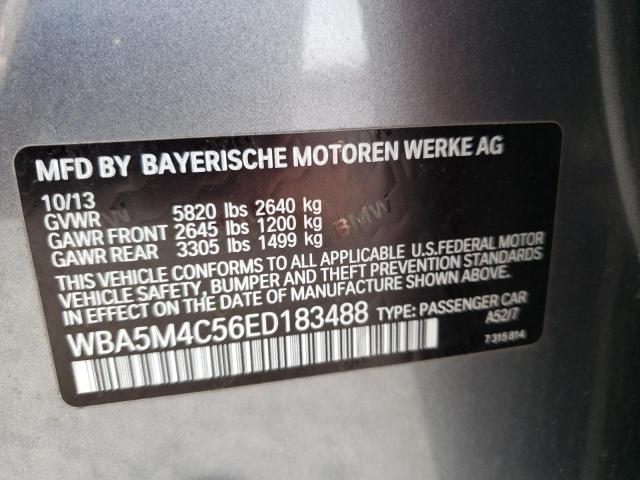 MFD BY BAYERISCHE MOTOREN WERKE AG
10/13
GVWR 5820 lbs 2640 kg
GAWR FRONT 2645 lbs 1200 kg
GAWR REAR 3305 lbs 1499 kg
BMW
THIS VEHICLE CONFORMS TO ALL APPLICABLE U.S.FEDERAL MOTOR
VEHICLE SAFETY, BUMPER AND THEFT PREVENTION STANDARDS
IN EFFECT ON THE DATE OF MANUFACTURE SHOWN ABOVE.
WBA5M4C56ED183488 TYPE: PASSENGER CAR
A52/7
7315814